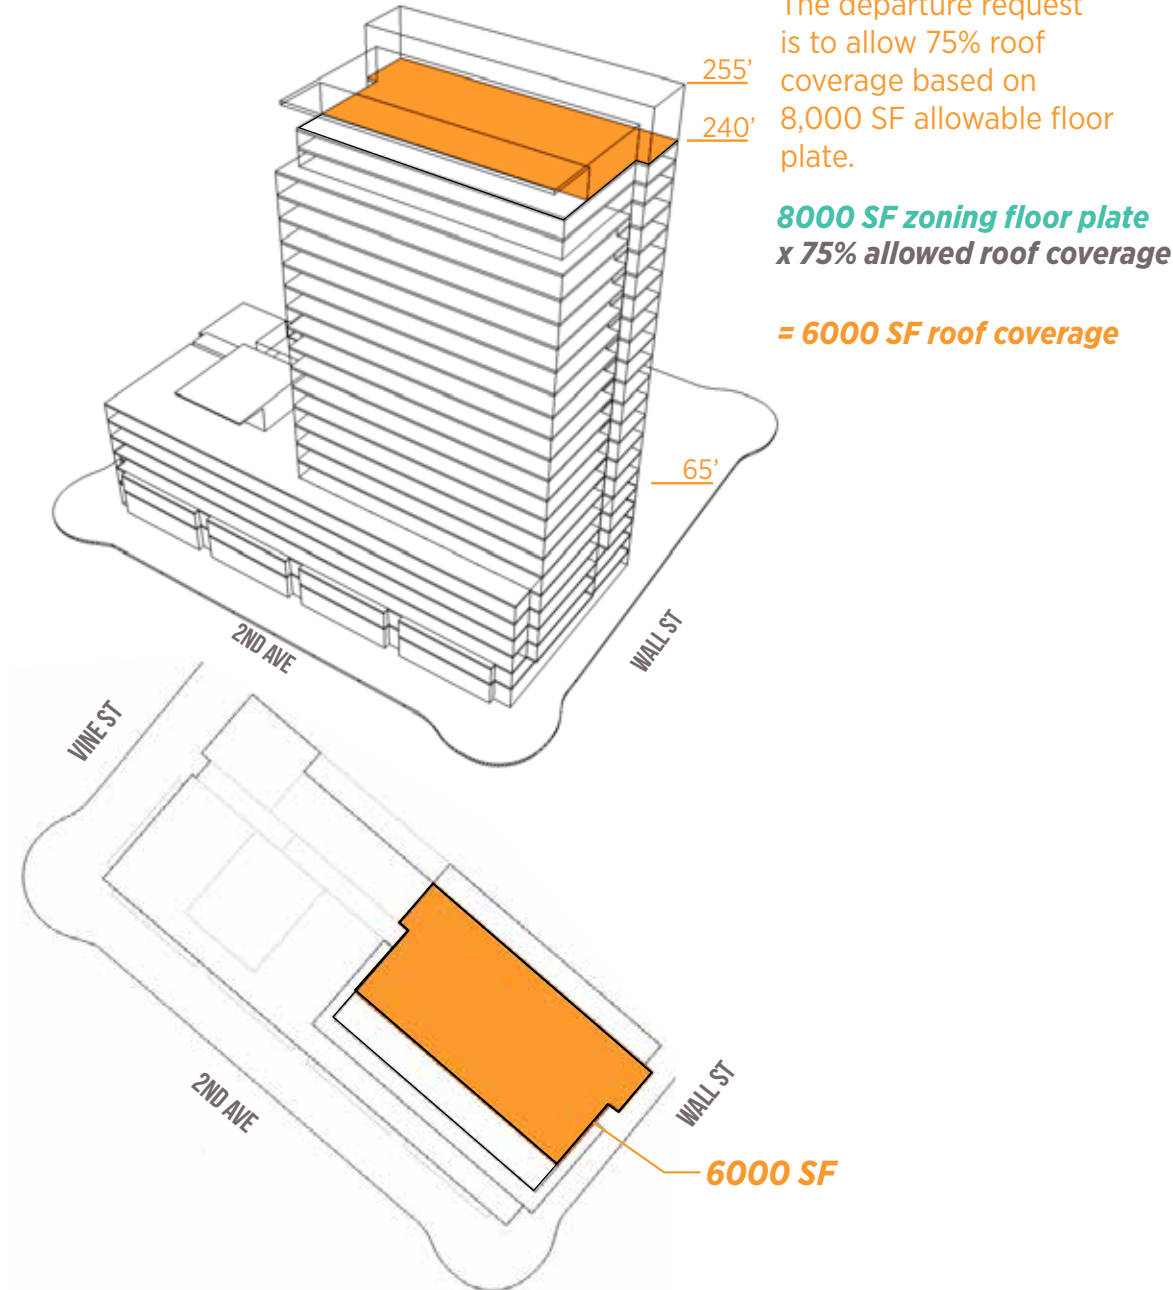 The departure request
is to allow 75% roof
coverage based on
8,000 SF allowable floor
plate.
255’
240’
8000 SF zoning floor plate
x 75% allowed roof coverage
= 6000 SF roof coverage
65’
2ND AVE
WALL ST
VINE ST
2ND AVE
WALL ST
6000 SF